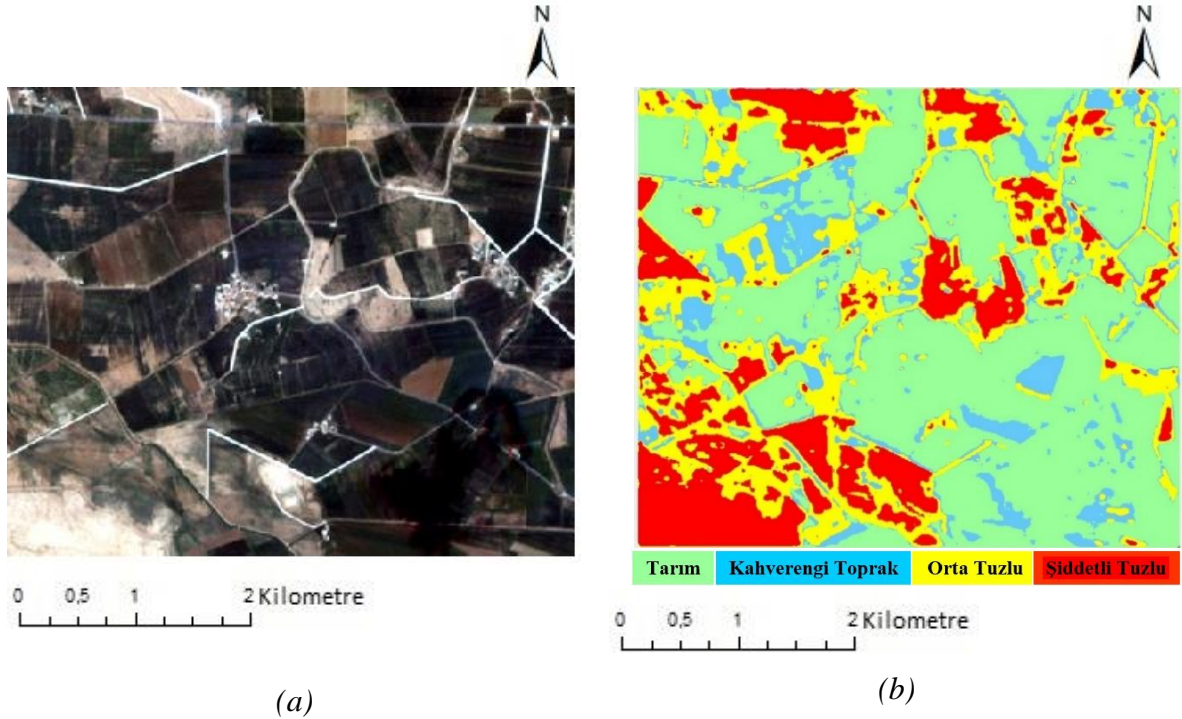 N
N
Tarım Kahverengi Toprak Orta Tuzlu Şiddetli Tuzlu
0 0,5 1 2 Kilometre
0 0,5 1 2 Kilometre
(a)
(b)